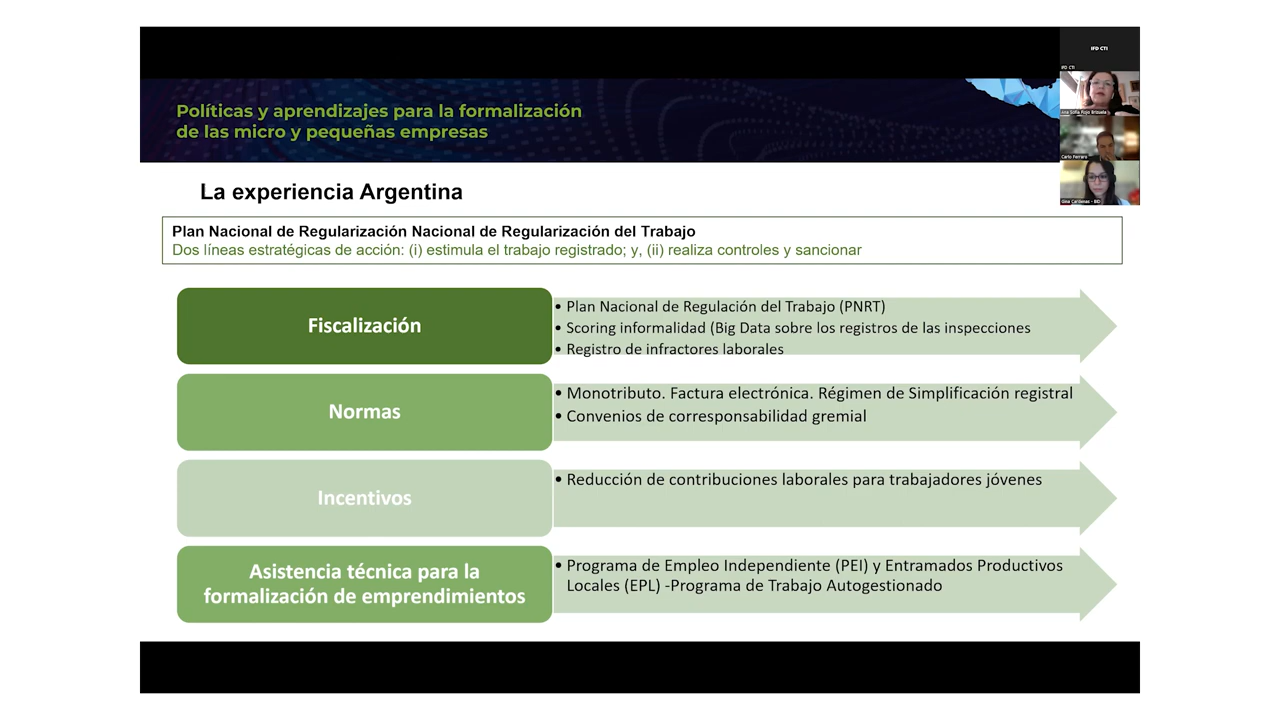 IFD CTI
IFD CTI
Políticas y aprendizajes para la formalización
de las micro y pequeñas empresas
Carlo Ferraro
La experiencia Argentina
Plan Nacional de Regularización Nacional de Regularización del Trabajo
Dos líneas estratégicas de acción: (i) estimula el trabajo registrado; y, (ii) realiza controles y sancionar
Fiscalización
• Plan Nacional de Regulación del Trabajo (PNRT)
• Scoring informalidad (Big Data sobre los registros de las inspecciones
• Registro de infractores laborales
Normas
• Monotributo. Factura electrónica. Régimen de Simplificación registral
• Convenios de corresponsabilidad gremial
Incentivos
• Reducción de contribuciones laborales para trabajadores jóvenes
Asistencia técnica para la
formalización de emprendimientos
• Programa de Empleo Independiente (PEI) y Entramados Productivos
Locales (EPL) -Programa de Trabajo Autogestionado